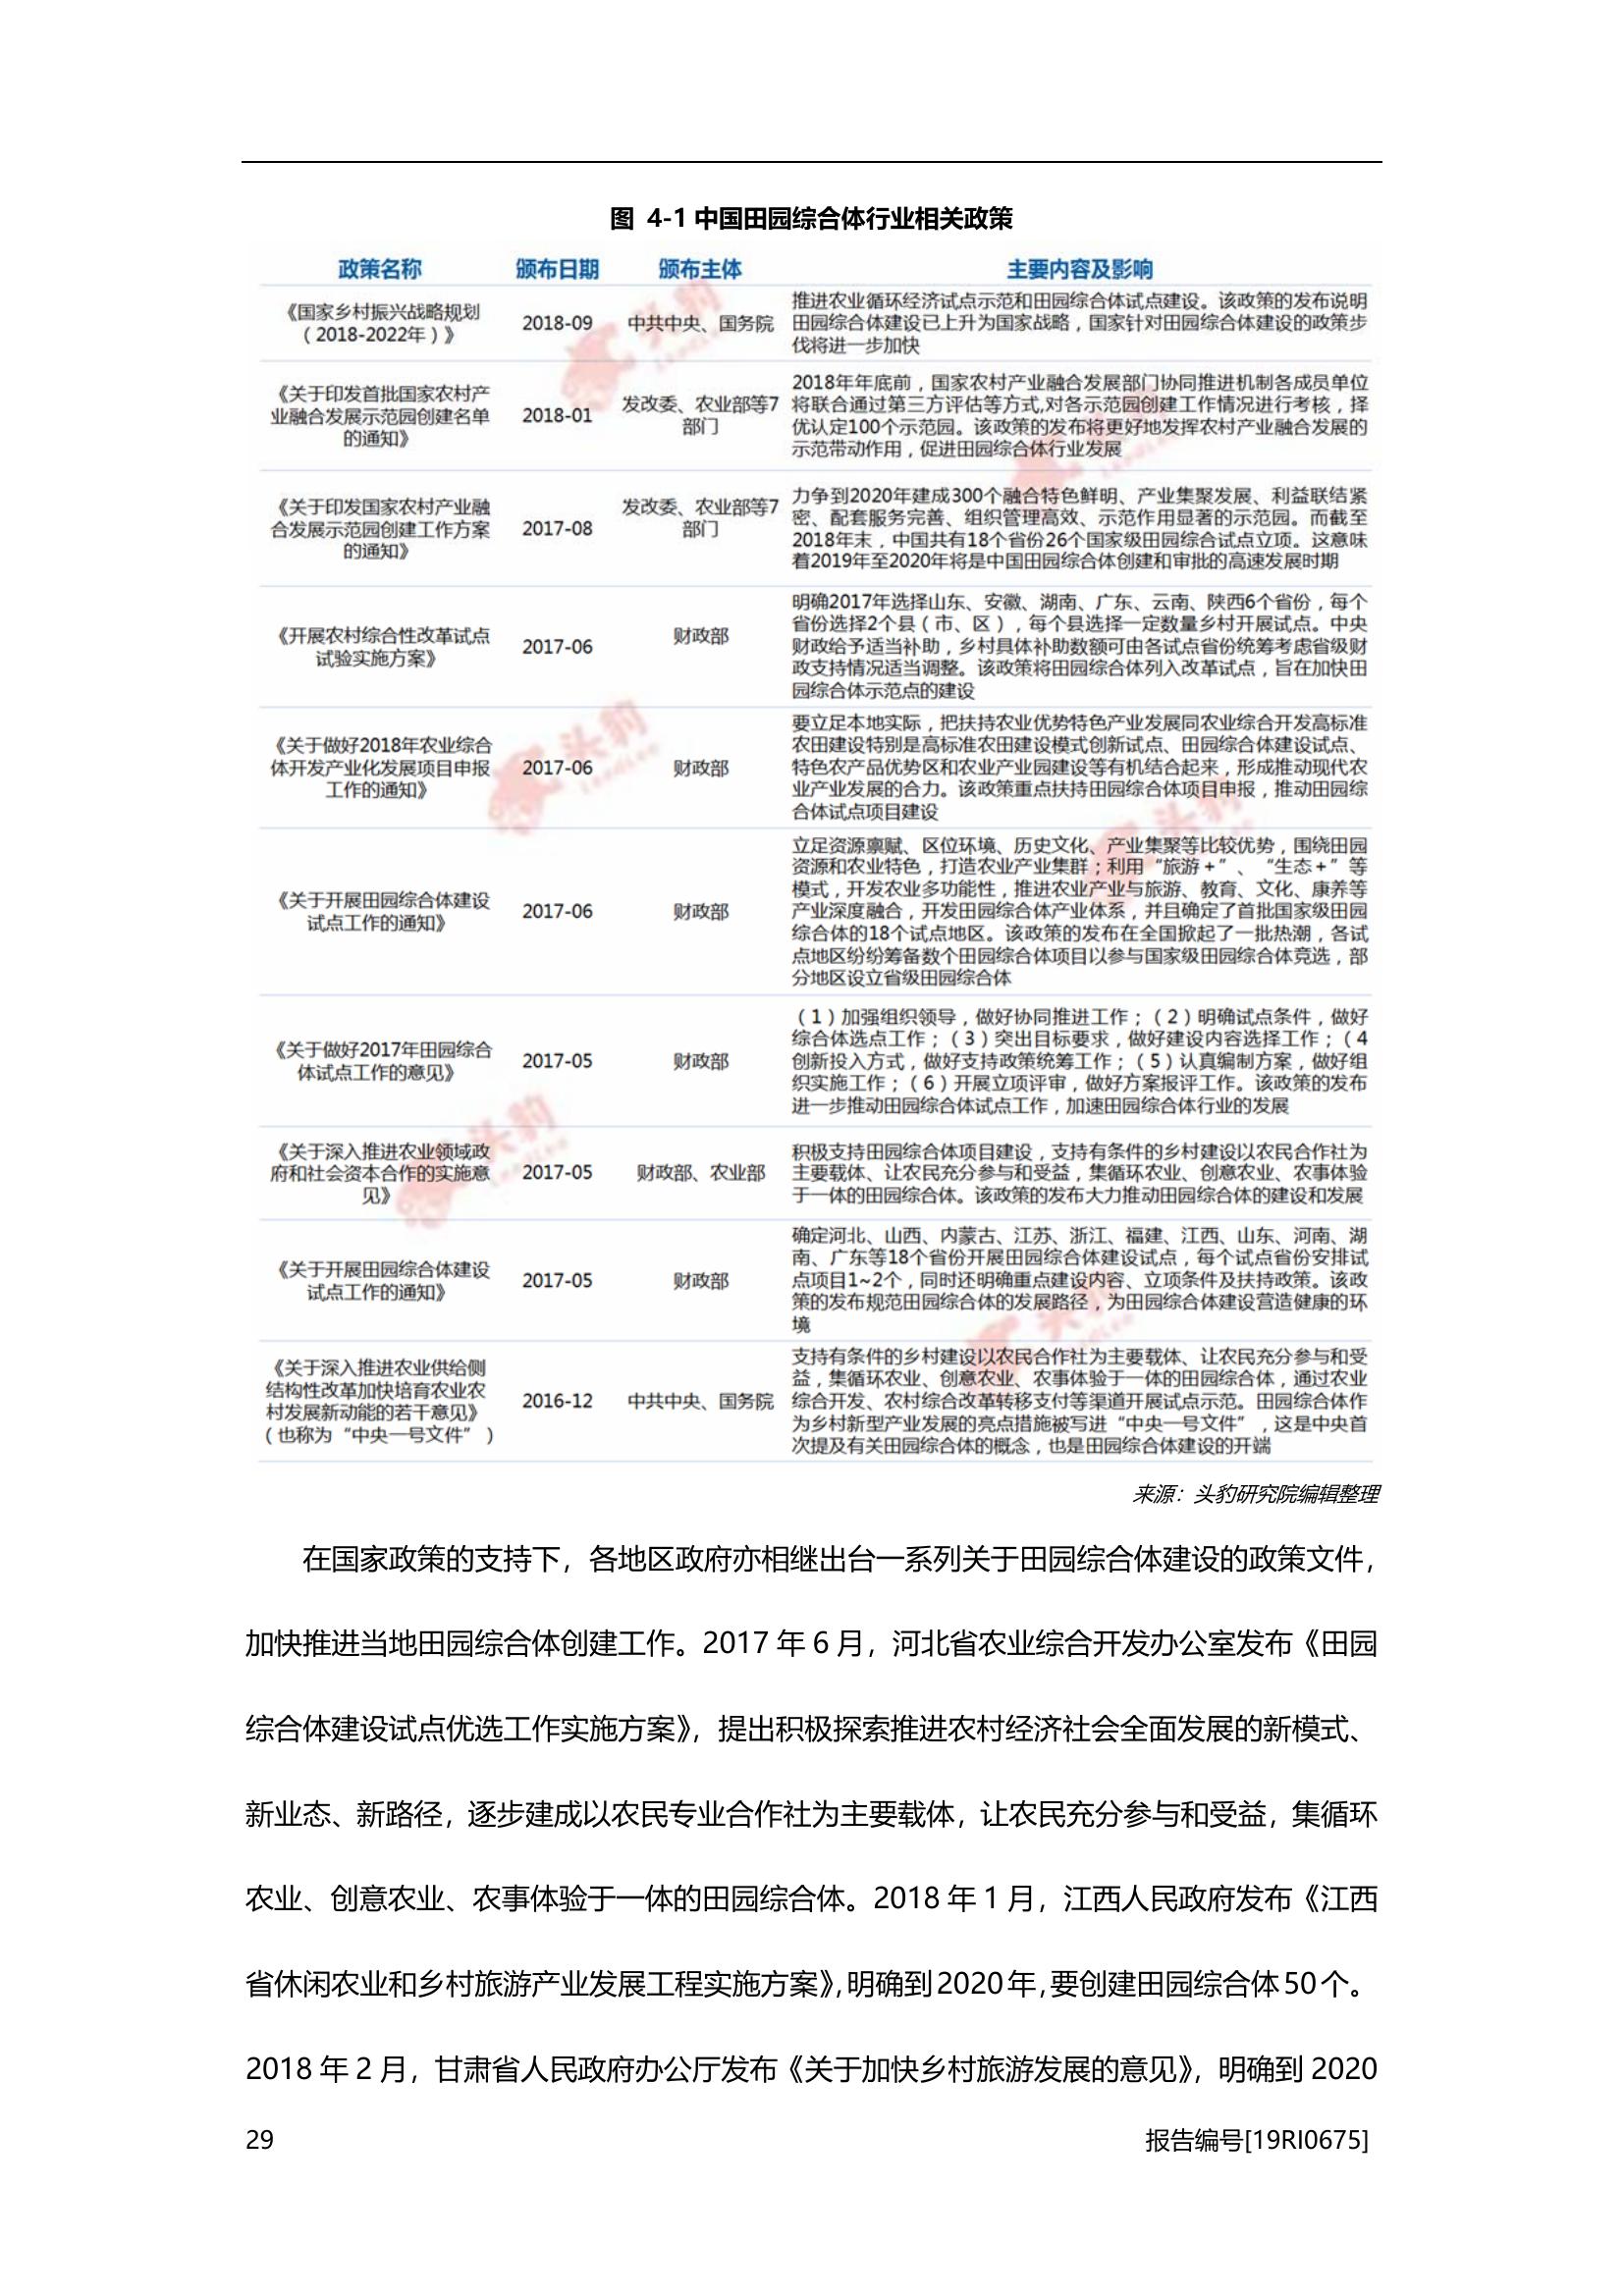 图 4-1 中国田园综合体行业相关政策
政策名称 颁布日期 颁布主体 主要内容及影响
《国家乡村振兴战略规划
（2018-2022年）》
2018-09
中共中央、国务院
推进农业循环经济试点示范和田园综合体试点建设。该政策的发布说明
田园综合体建设已上升为国家战略，国家针对田园综合体建设的政策步
伐将进一步加快
《关于印发首批国家农村产
业融合发展示范园创建名单
的通知》
2018-01
发改委、农业部等7
部门
2018年年底前，国家农村产业融合发展部门协同推进机制各成员单位
将联合通过第三方评估等方式,对各示范园创建工作情况进行考核，择
优认定100个示范园。该政策的发布将更好地发挥农村产业融合发展的
示范带动作用，促进田园综合体行业发展
《关于印发国家农村产业融
合发展示范园创建工作方案
的通知》
2017-08
发改委、农业部等7
部门
力争到2020年建成300个融合特色鲜明、产业集聚发展、利益联结紧
密、配套服务完善、组织管理高效、示范作用显著的示范园。而截至
2018年末，中国共有18个省份26个国家级田园综合试点立项。这意味
着2019年至2020年将是中国田园综合体创建和审批的高速发展时期
《开展农村综合性改革试点
试验实施方案》
2017-06
财政部
明确2017年选择山东、安徽、湖南、广东、云南、陕西6个省份，每个
省份选择2个县（市、区），每个县选择一定数量乡村开展试点。中央
财政给予适当补助，乡村具体补助数额可由各试点省份统筹考虑省级财
政支持情况适当调整。该政策将田园综合体列入改革试点，旨在加快田
园综合体示范点的建设
《关于做好2018年农业综合
体开发产业化发展项目申报
工作的通知》
2017-06
财政部
要立足本地实际，把扶持农业优势特色产业发展同农业综合开发高标准
农田建设特别是高标准农田建设模式创新试点、田园综合体建设试点、
特色农产品优势区和农业产业园建设等有机结合起来，形成推动现代农
业产业发展的合力。该政策重点扶持田园综合体项目申报，推动田园综
合体试点项目建设
《关于开展田园综合体建设
试点工作的通知》
2017-06
财政部
立足资源禀赋、区位环境、历史文化、产业集聚等比较优势，围绕田园
资源和农业特色，打造农业产业集群；利用“旅游+”、“生态+”等
模式，开发农业多功能性，推进农业产业与旅游、教育、文化、康养等
产业深度融合，开发田园综合体产业体系，并且确定了首批国家级田园
综合体的18个试点地区。该政策的发布在全国掀起了一批热潮，各试
点地区纷纷筹备数个田园综合体项目以参与国家级田园综合体竞选，部
分地区设立省级田园综合体
《关于做好2017年田园综合
体试点工作的意见》
2017-05
财政部
（1）加强组织领导，做好协同推进工作；（2）明确试点条件，做好
综合体选点工作；（3）突出目标要求，做好建设内容选择工作；（4
创新投入方式，做好支持政策统筹工作；（5）认真编制方案，做好组
织实施工作；（6）开展立项评审，做好方案报评工作。该政策的发布
进一步推动田园综合体试点工作，加速田园综合体行业的发展
《关于深入推进农业领域政
府和社会资本合作的实施意
见》
2017-05
财政部、农业部
积极支持田园综合体项目建设，支持有条件的乡村建设以农民合作社为
主要载体、让农民充分参与和受益，集循环农业、创意农业、农事体验
于一体的田园综合体。该政策的发布大力推动田园综合体的建设和发展
《关于开展田园综合体建设
试点工作的通知》
2017-05
财政部
确定河北、山西、内蒙古、江苏、浙江、福建、江西、山东、河南、湖
南、广东等18个省份开展田园综合体建设试点，每个试点省份安排试
点项目1~2个，同时还明确重点建设内容、立项条件及扶持政策。该政
策的发布规范田园综合体的发展路径，为田园综合体建设营造健康的环
境
《关于深入推进农业供给侧
结构性改革加快培育农业农
村发展新动能的若干意见》
（也称为“中央一号文件”）
2016-12
中共中央、国务院
支持有条件的乡村建设以农民合作社为主要载体、让农民充分参与和受
益，集循环农业、创意农业、农事体验于一体的田园综合体，通过农业
综合开发、农村综合改革转移支付等渠道开展试点示范。田园综合体作
为乡村新型产业发展的亮点措施被写进“中央一号文件”，这是中央首
次提及有关田园综合体的概念，也是田园综合体建设的开端
来源：头豹研究院编辑整理
在国家政策的支持下，各地区政府亦相继出台一系列关于田园综合体建设的政策文件，
加快推进当地田园综合体创建工作。2017 年 6 月，河北省农业综合开发办公室发布《田园
综合体建设试点优选工作实施方案》，提出积极探索推进农村经济社会全面发展的新模式、
新业态、新路径，逐步建成以农民专业合作社为主要载体，让农民充分参与和受益，集循环
农业、创意农业、农事体验于一体的田园综合体。2018 年 1 月，江西人民政府发布《江西
省休闲农业和乡村旅游产业发展工程实施方案》，明确到 2020 年，要创建田园综合体 50 个。
2018 年 2 月，甘肃省人民政府办公厅发布《关于加快乡村旅游发展的意见》，明确到 2020
29 报告编号[19RI0675]